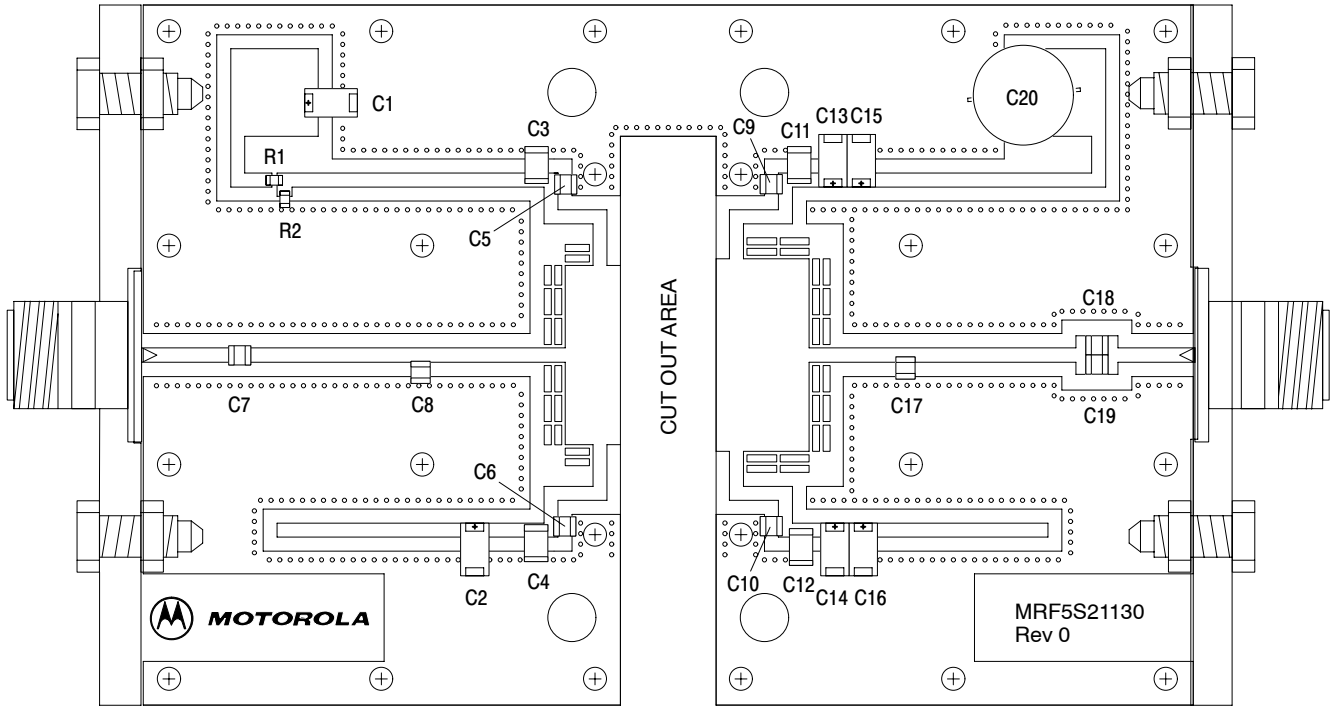 C1
C3
C9
C11
C13 C15
C20
R1
R2
C5
CUT OUT AREA
C18
C7
C8
C17
C19
C6
C2
C4
C10
C12
C14 C16
MOTOROLA
MRF5S21130
Rev 0